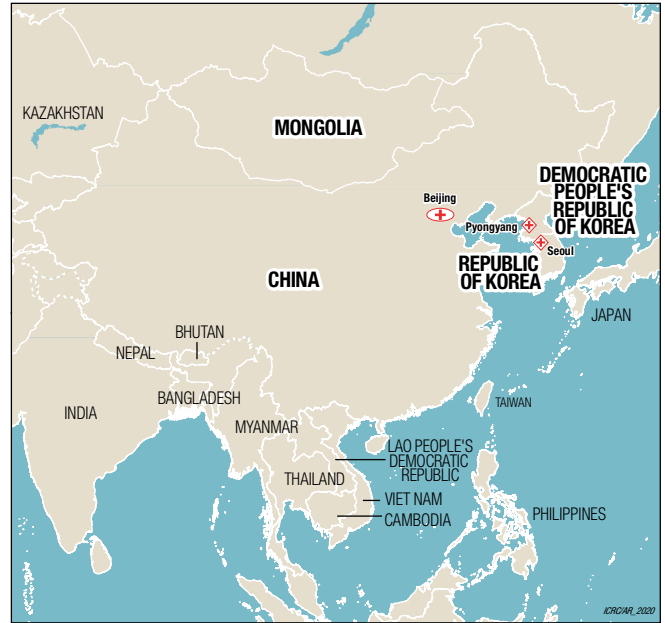 KAZAKHSTAN
MONGOLIA
Beijing
DEMOCRATIC
PEOPLE'S
REPUBLIC
OF KOREA
Pyongyang
Seoul
REPUBLIC
OF KOREA
CHINA
JAPAN
BHUTAN
NEPAL
BANGLADESH
INDIA
MYANMAR
TAIWAN
LAO PEOPLE'S
DEMOCRATIC
REPUBLIC
THAILAND
VIET NAM
CAMBODIA
PHILIPPINES
ICRC/AR_2020